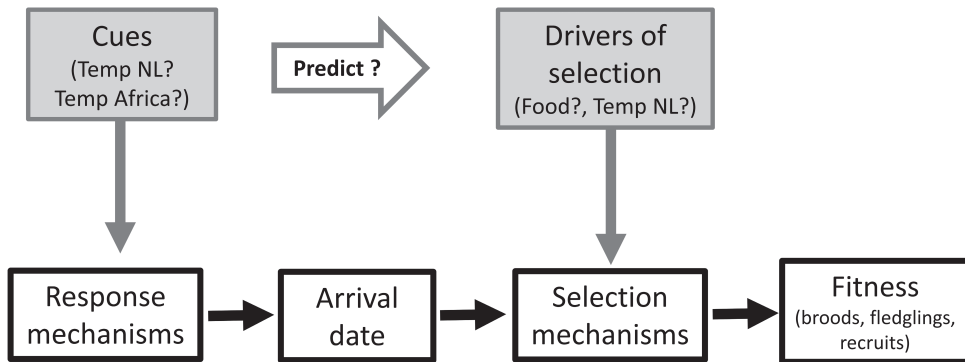 Cues
(Temp NL?
Temp Africa?)
Predict ?
Drivers of
selection
(Food?, Temp NL?)
Response
mechanisms
Arrival
date
Selection
mechanisms
Fitness
(broods, fledglings,
recruits)